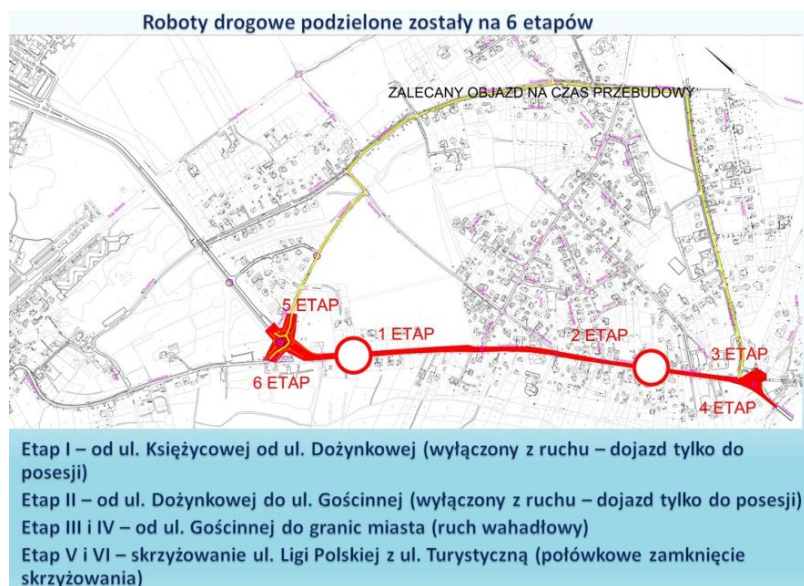 Roboty drogowe podzielone zostały na 6 etapów
ZALECANY OBJAZD NA CZAS PRZEBUDOWY
5 ETAP
1 ETAP
2 ETAP
3 ETAP
6 ETAP
4 ETAP
Etap I – od ul. Księżycowej od ul. Dożynkowej (wyłączony z ruchu – dojazd tylko do
posesji)
Etap II – od ul. Dożynkowej do ul. Gościnnej (wyłączony z ruchu – dojazd tylko do posesji)
Etap III i IV – od ul. Gościnnej do granic miasta (ruch wahadłowy)
Etap V i VI – skrzyżowanie ul. Ligi Polskiej z ul. Turystyczną (połówkowe zamknięcie
skrzyżowania)